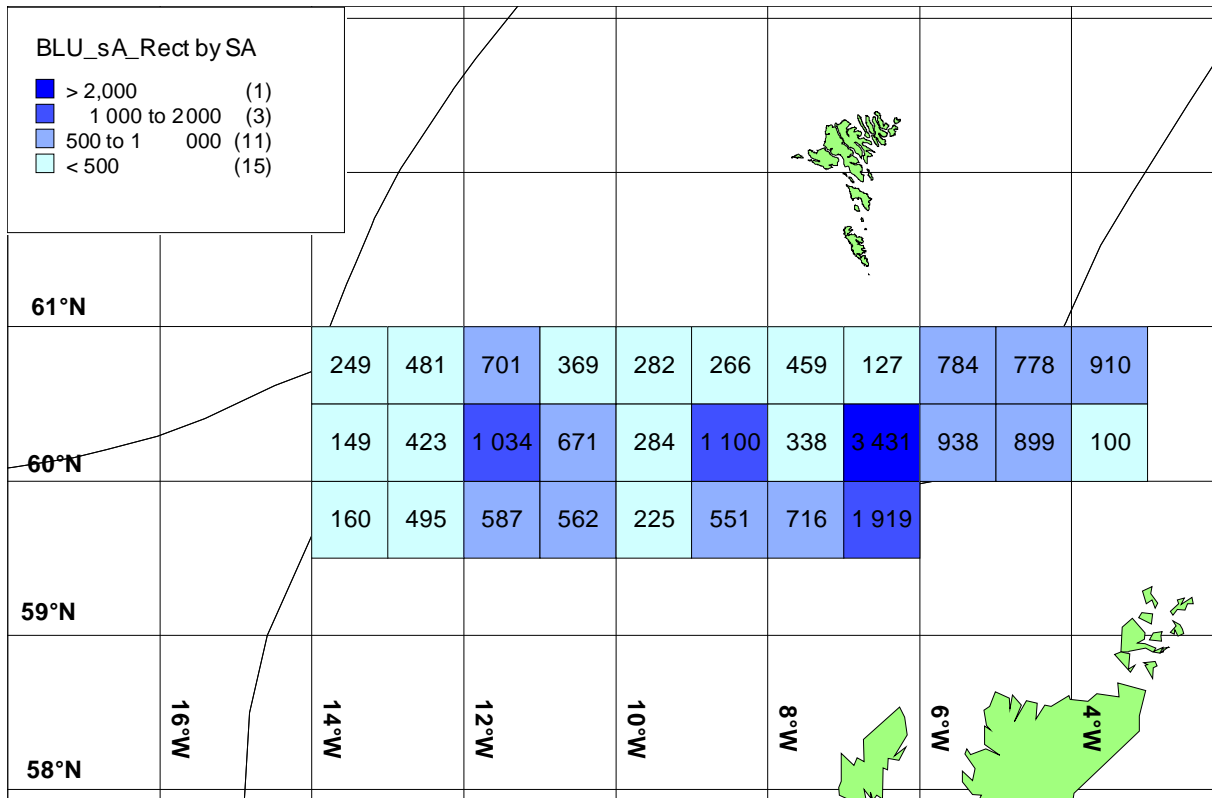 BLU_sA_Rect by SA
> 2,000 (1)
1 000 to 2 000 (3)
500 to 1 000 (11)
< 500 (15)
61°N
249 481 701 369 282 266 459 127 784 778 910
149 423 1 034 671 284 1 100 338 3 431 938 899 100
60°N
160 495 587 562 225 551 716 1 919
59°N
16°W 14°W 12°W 10°W 8°W 6°W 4°W
58°N